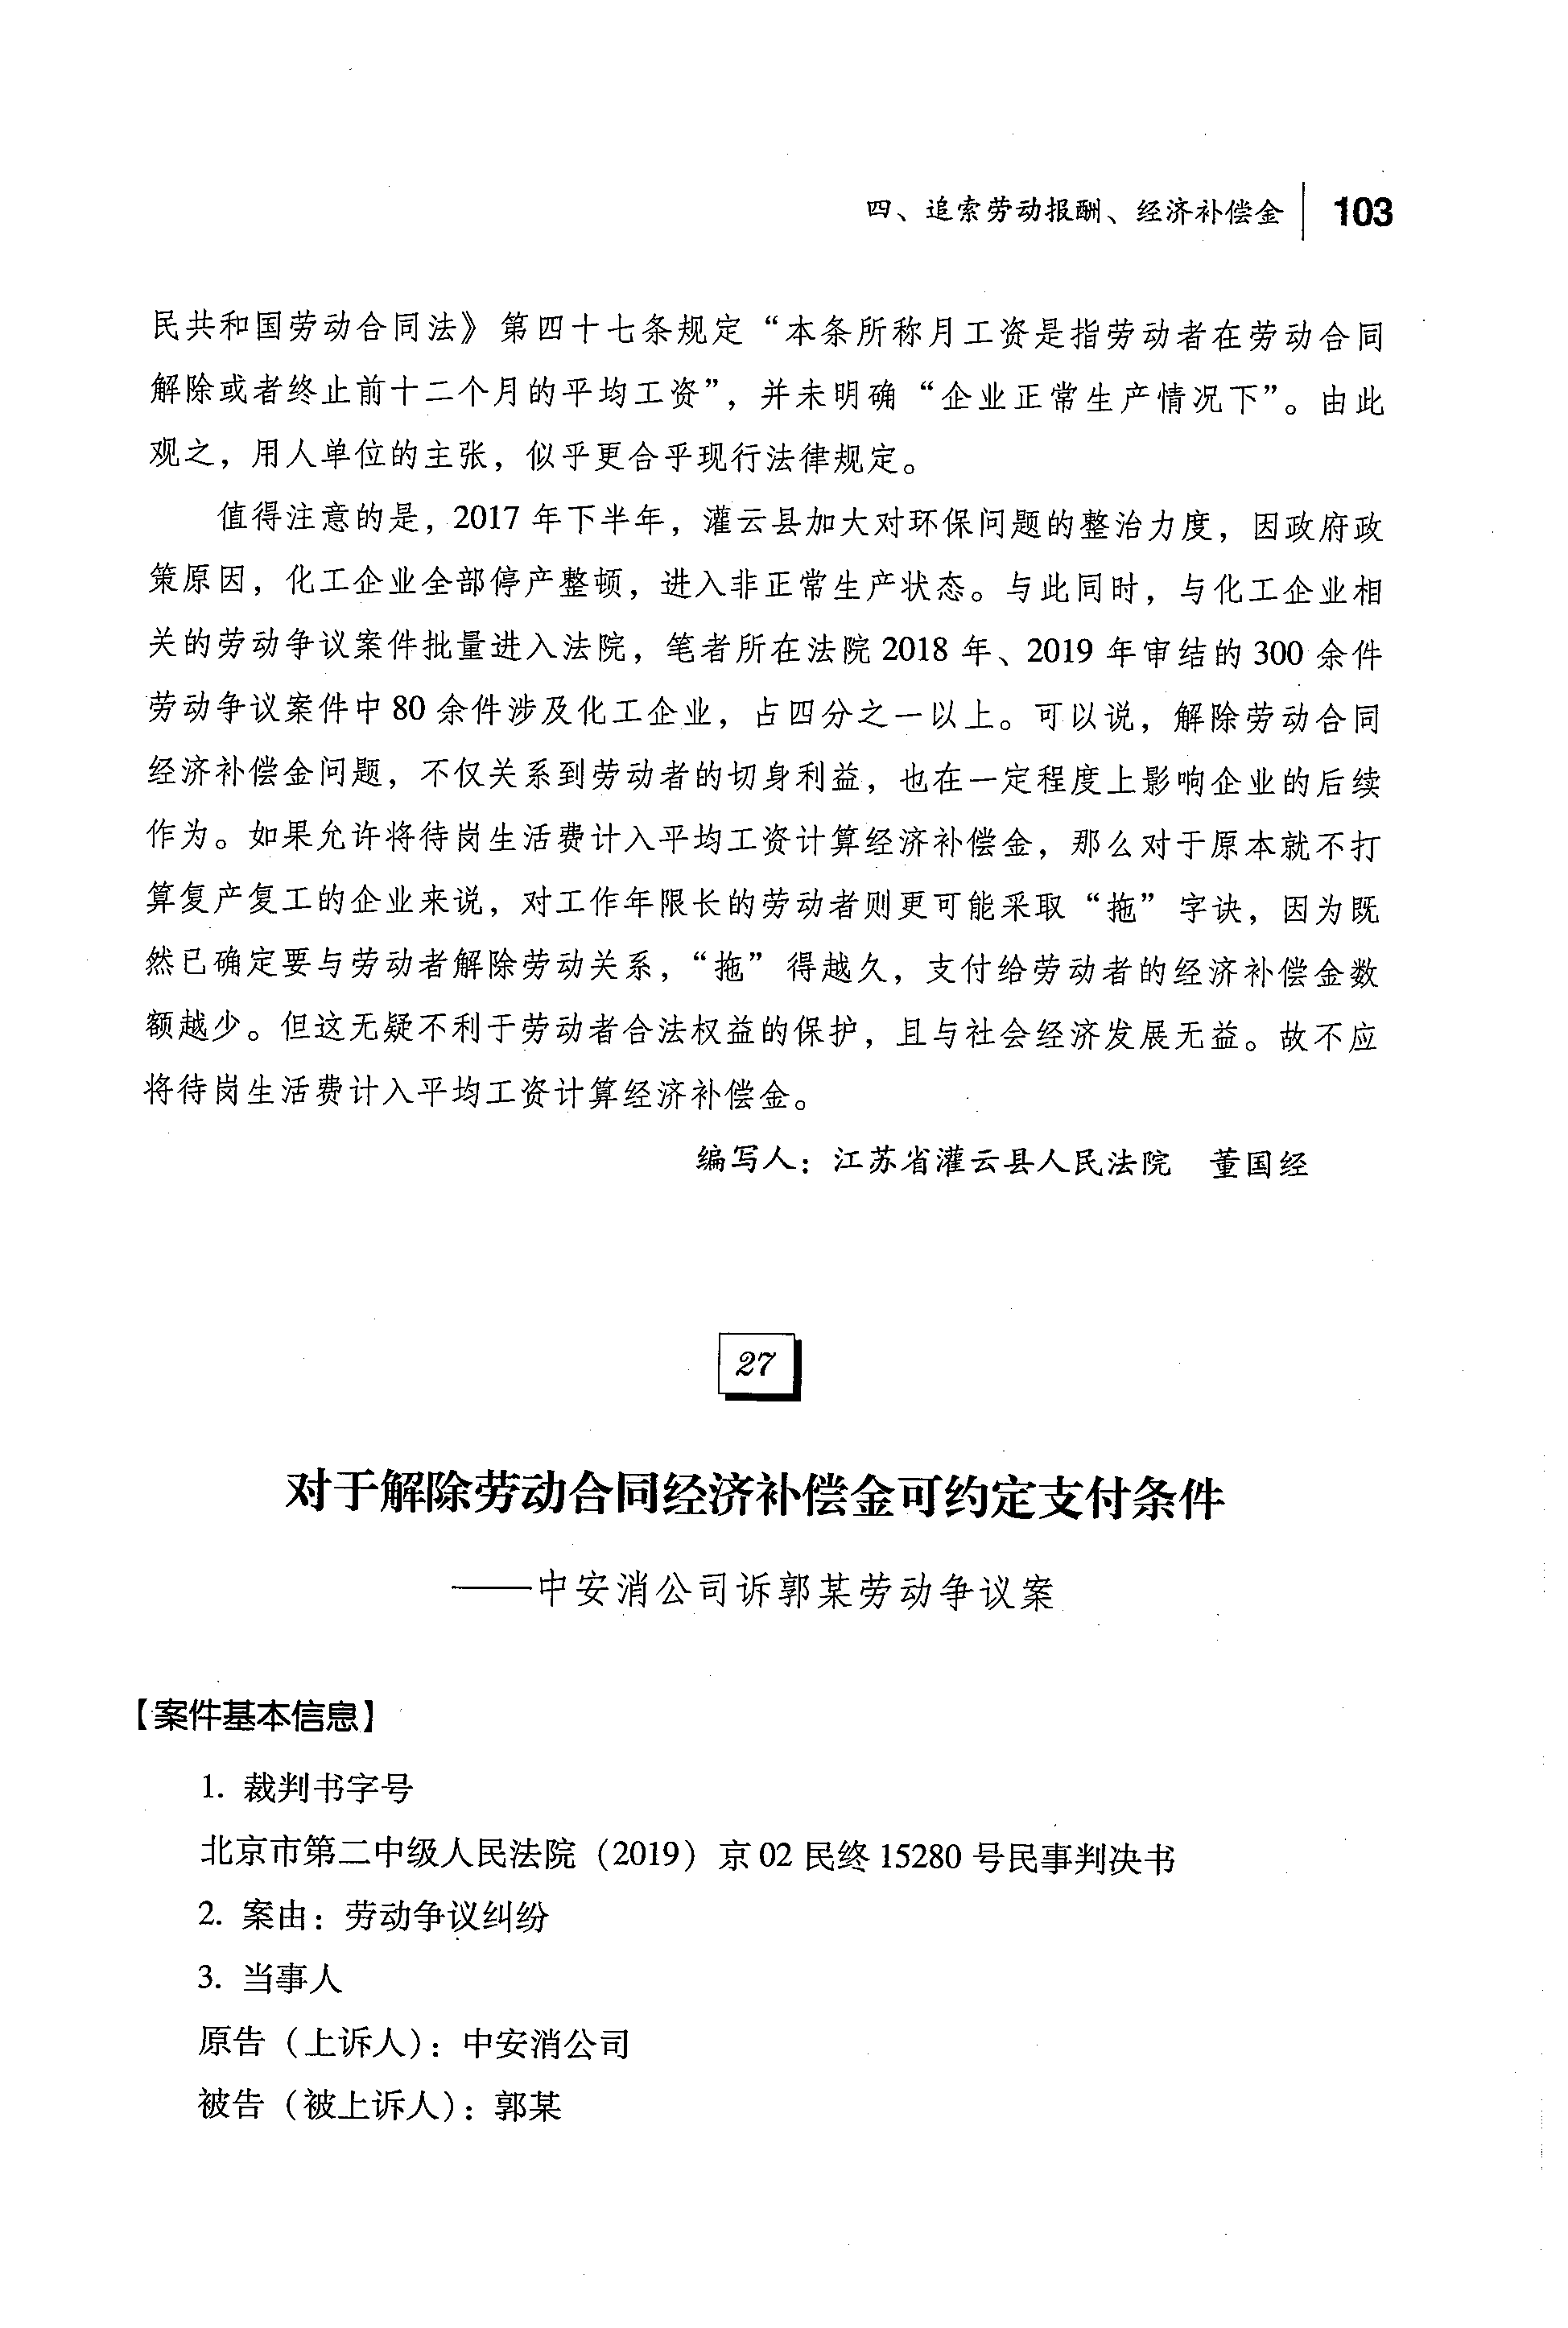 四、追索劳动报酬、经济补偿金 103
民共和国劳动合同法》第四十七条规定“本条所称月工资是指劳动者在劳动合同
解除或者终止前十二个月的平均工资”，并未明确“企业正常生产情况下”。由此
观之，用人单位的主张，似乎更合乎现行法律规定。
值得注意的是，2017 年下半年，灌云县加大对环保问题的整治力度，因政府政
策原因，化工企业全部停产整顿，进入非正常生产状态。与此同时，与化工企业相
关的劳动争议案件批量进入法院，笔者所在法院 2018 年、2019 年审结的 300 余件
劳动争议案件中 80 余件涉及化工企业，占四分之一以上。可以说，解除劳动合同
经济补偿金问题，不仅关系到劳动者的切身利益，也在一定程度上影响企业的后续
作为。如果允许将待岗生活费计入平均工资计算经济补偿金，那么对于原本就不打
算复产复工的企业来说，对工作年限长的劳动者则更可能采取“拖”字诀，因为既
然已确定要与劳动者解除劳动关系，“拖”得越久，支付给劳动者的经济补偿金数
额越少。但这无疑不利于劳动者合法权益的保护，且与社会经济发展无益。故不应
将待岗生活费计入平均工资计算经济补偿金。
编写人：江苏省灌云县人民法院 董国经
27
对于解除劳动合同经济补偿金可约定支付条件
——中安消公司诉郭某劳动争议案
【案件基本信息】
1. 裁判书字号
北京市第二中级人民法院（2019）京 02 民终 15280 号民事判决书
2. 案由：劳动争议纠纷
3. 当事人
原告（上诉人）：中安消公司
被告（被上诉人）：郭某